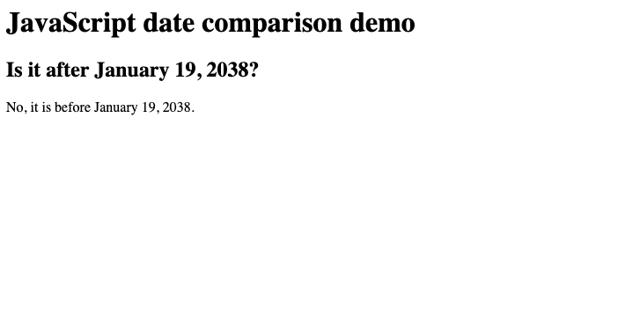 JavaScript date comparison demo
Is it after January 19, 2038?
No, it is before January 19, 2038.